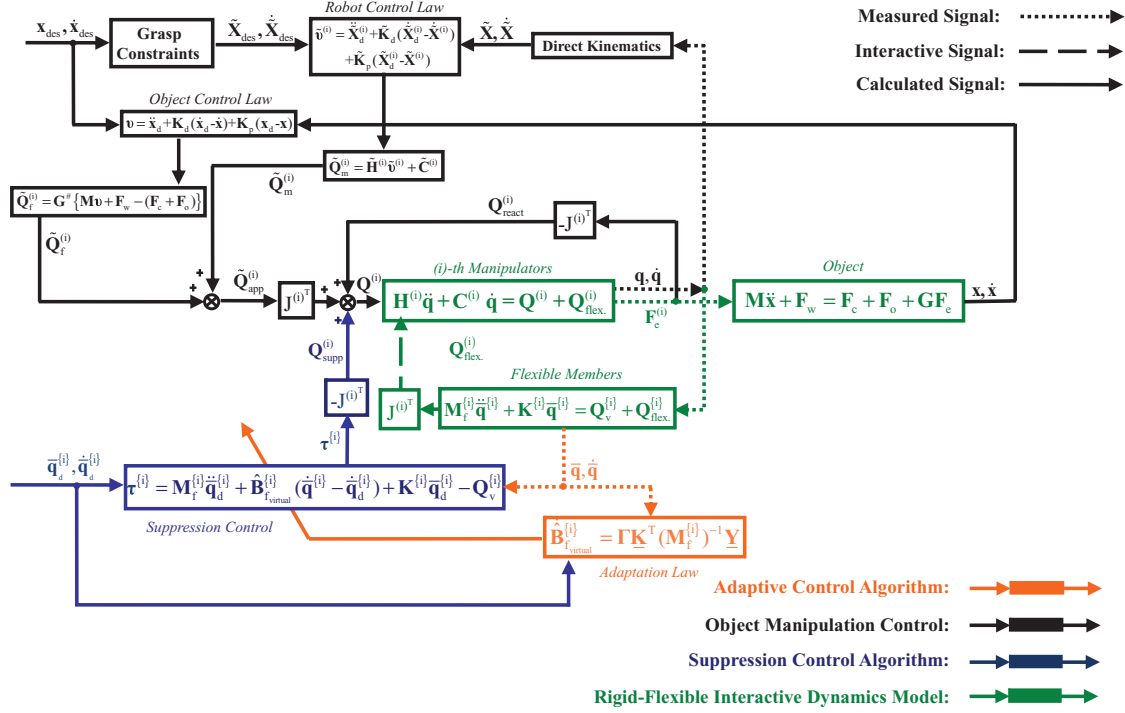 x_des, ẋ_des
Grasp
Constraints
X̃_des, Ẋ̃_des
Robot Control Law
ῦ^(i) = Ẍ̃_d^(i) + K̃_d(Ẋ̃_d^(i) - Ẋ̃^(i))
+K̃_p(X̃_d^(i) - X̃^(i))
X̃, Ẋ̃
Direct Kinematics
Measured Signal:
Interactive Signal:
Calculated Signal:
Object Control Law
υ = ẍ_d + K_d(ẋ_d - ẋ) + K_p(x_d - x)
Q̃_m^(i) = H̃^(i) ῦ^(i) + C̃^(i)
Q̃_m^(i)
Q̃_f^(i) = G^# {Mυ + F_w − (F_c + F_o)}
Q̃_f^(i)
Q_react^(i)
-J^(i)T
+
+
Q̃_app^(i)
J^(i)T
+
+
+
Q^(i)
(i)-th Manipulators
H^(i) q̈ + C^(i) q̇ = Q^(i) + Q_flex.^(i)
q, q̇
F_e^(i)
Object
Mẍ + F_w = F_c + F_o + GF_e
x, ẋ
Q_supp^(i)
-J^(i)T
τ^{i}
Q_flex.^(i)
J^(i)T
Flexible Members
M_f^{i} q̄̈^{i} + K^{i} q̄^{i} = Q_v^{i} + Q_flex.^{i}
q̄, q̄̇
q̄_d^{i}, q̄̇_d^{i}
τ^{i} = M_f^{i} q̄̈_d^{i} + B̂_f_virtual^{i} (q̄̇^{i} − q̄̇_d^{i}) + K^{i} q̄_d^{i} − Q_v^{i}
Suppression Control
B̂̇_f_virtual^{i} = ΓK̲^T (M_f^{i})^−1 Y̲
Adaptation Law
Adaptive Control Algorithm:
Object Manipulation Control:
Suppression Control Algorithm:
Rigid-Flexible Interactive Dynamics Model: